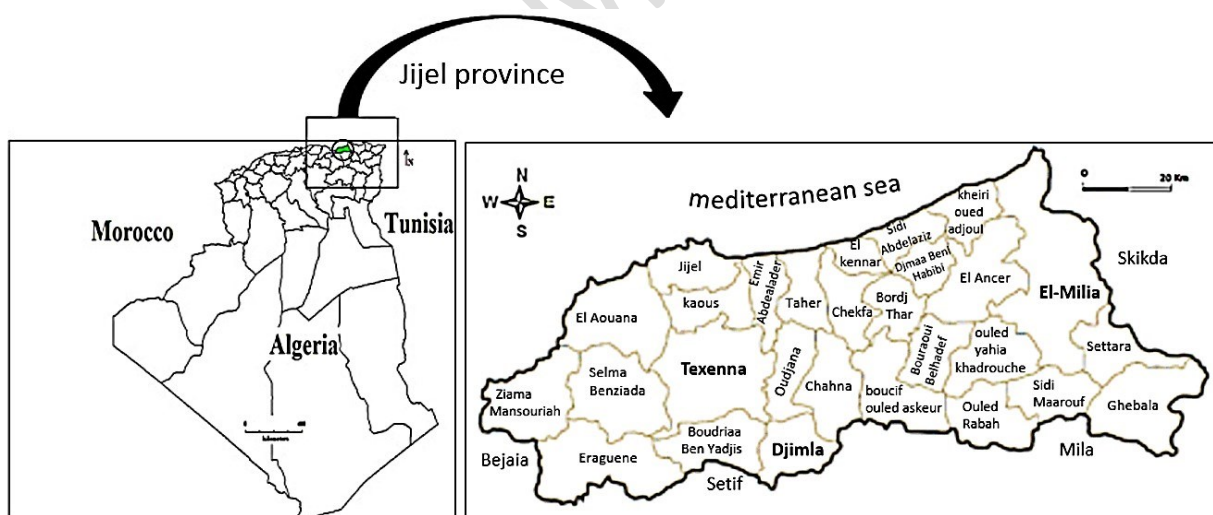 Jijel province
N
Morocco
Tunisia
Algeria
N
W
E
S
mediterranean sea
0
20 Km
kheiri
oued
adjoul
Sidi
Abdelaziz
El
kennar
Djmaa Beni
Habibi
Skikda
Jijel
Emir
Abdealader
El Ancer
El-Milia
kaous
Taher
Chekfa
Bordj
Thar
El Aouana
Bouraoui
Belhadef
ouled
yahia
khadrouche
Settara
Selma
Benziada
Texenna
Oudjana
Chahna
boucif
ouled askeur
Sidi
Maarouf
Ziama
Mansouriah
Ouled
Rabah
Ghebala
Boudriaa
Ben Yadjis
Djimla
Bejaia
Eraguene
Mila
Setif